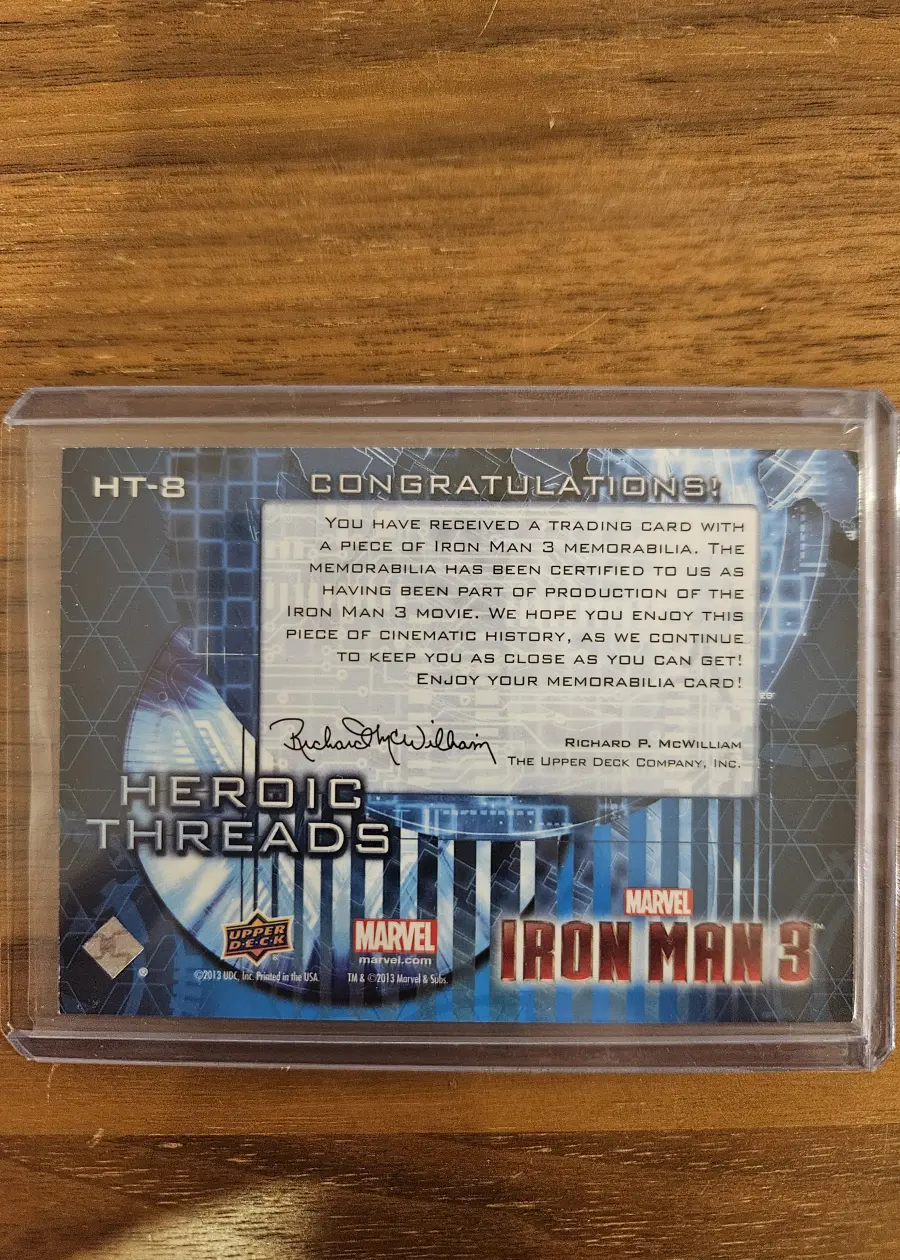 HT-8
CONGRATULATIONS!
YOU HAVE RECEIVED A TRADING CARD WITH
A PIECE OF IRON MAN 3 MEMORABILIA. THE
MEMORABILIA HAS BEEN CERTIFIED TO US AS
HAVING BEEN PART OF PRODUCTION OF THE
IRON MAN 3 MOVIE. WE HOPE YOU ENJOY THIS
PIECE OF CINEMATIC HISTORY, AS WE CONTINUE
TO KEEP YOU AS CLOSE AS YOU CAN GET!
ENJOY YOUR MEMORABILIA CARD!
Richard McWilliam
RICHARD P. MCWILLIAM
THE UPPER DECK COMPANY, INC.
HEROIC
THREADS
UPPER
D·E·C·K
©2013 UDC, Inc. Printed in the USA.
MARVEL
marvel.com
TM & ©2013 Marvel & Subs.
MARVEL
IRON MAN 3™